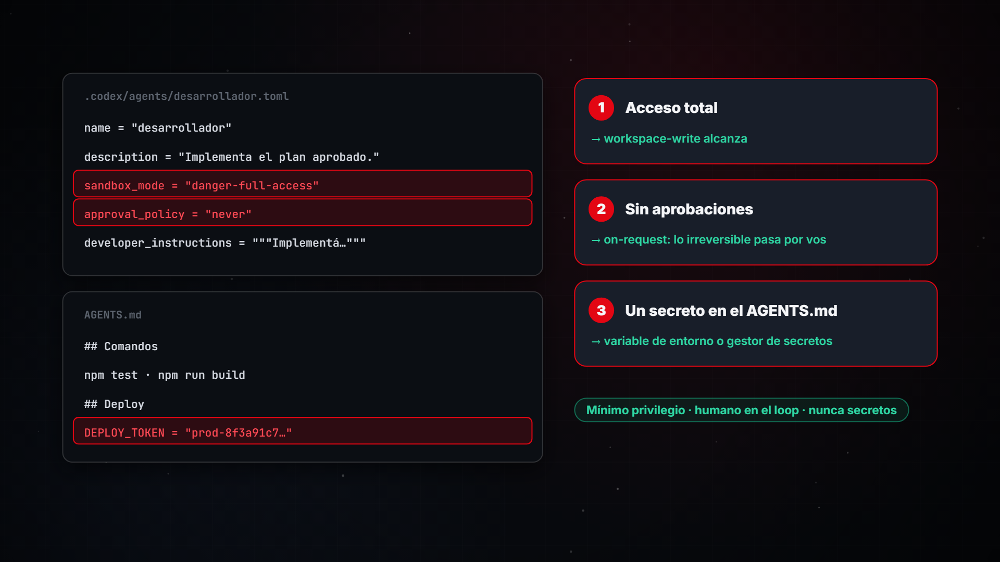 .codex/agents/desarrollador.toml
name = "desarrollador"
description = "Implementa el plan aprobado."
sandbox_mode = "danger-full-access"
approval_policy = "never"
developer_instructions = """Implementá…"""
AGENTS.md
## Comandos
npm test · npm run build
## Deploy
DEPLOY_TOKEN = "prod-8f3a91c7…"
1 Acceso total
→ workspace-write alcanza
2 Sin aprobaciones
→ on-request: lo irreversible pasa por vos
3 Un secreto en el AGENTS.md
→ variable de entorno o gestor de secretos
Mínimo privilegio · humano en el loop · nunca secretos